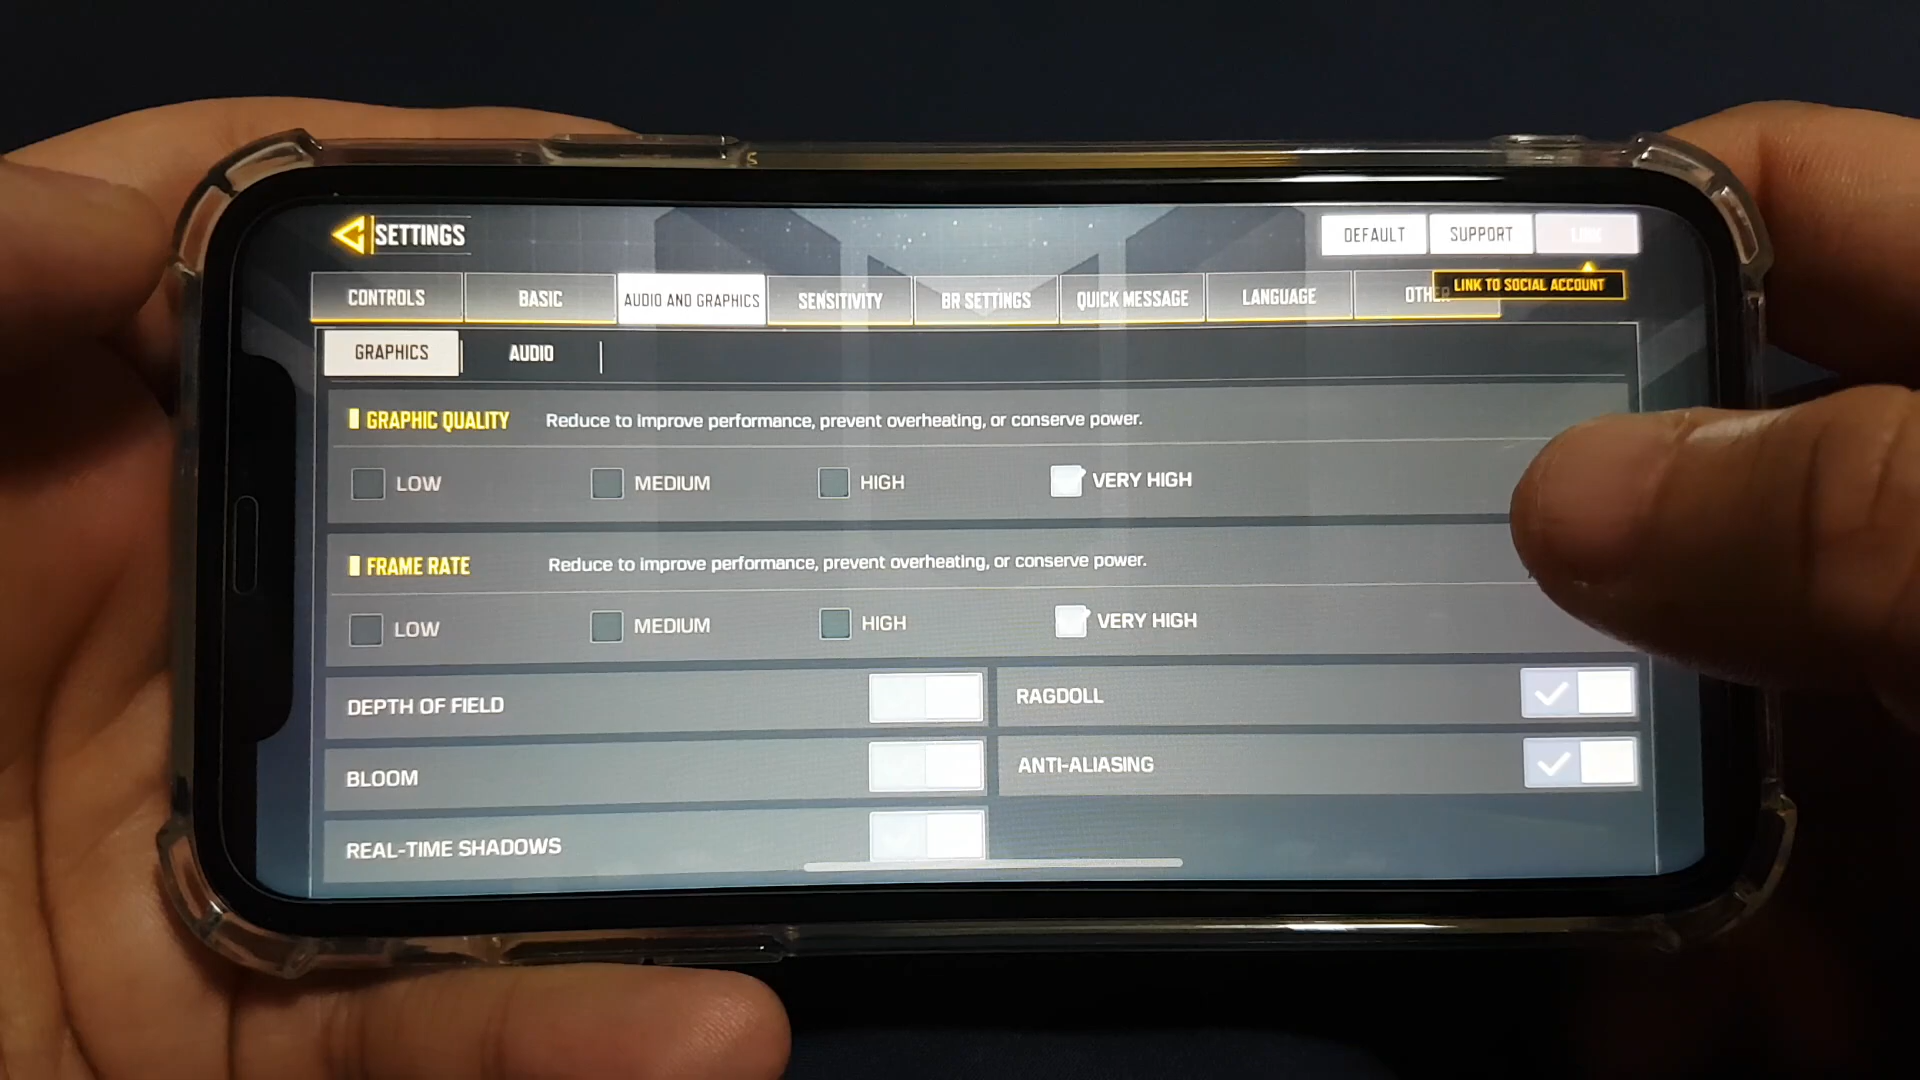 SETTINGS
DEFAULT SUPPORT LINK
LINK TO SOCIAL ACCOUNT
CONTROLS BASIC AUDIO AND GRAPHICS SENSITIVITY BR SETTINGS QUICK MESSAGE LANGUAGE
GRAPHICS AUDIO
GRAPHIC QUALITY Reduce to improve performance, prevent overheating, or conserve power.
LOW MEDIUM HIGH VERY HIGH
FRAME RATE Reduce to improve performance, prevent overheating, or conserve power.
LOW MEDIUM HIGH VERY HIGH
DEPTH OF FIELD RAGDOLL
BLOOM ANTI-ALIASING
REAL-TIME SHADOWS